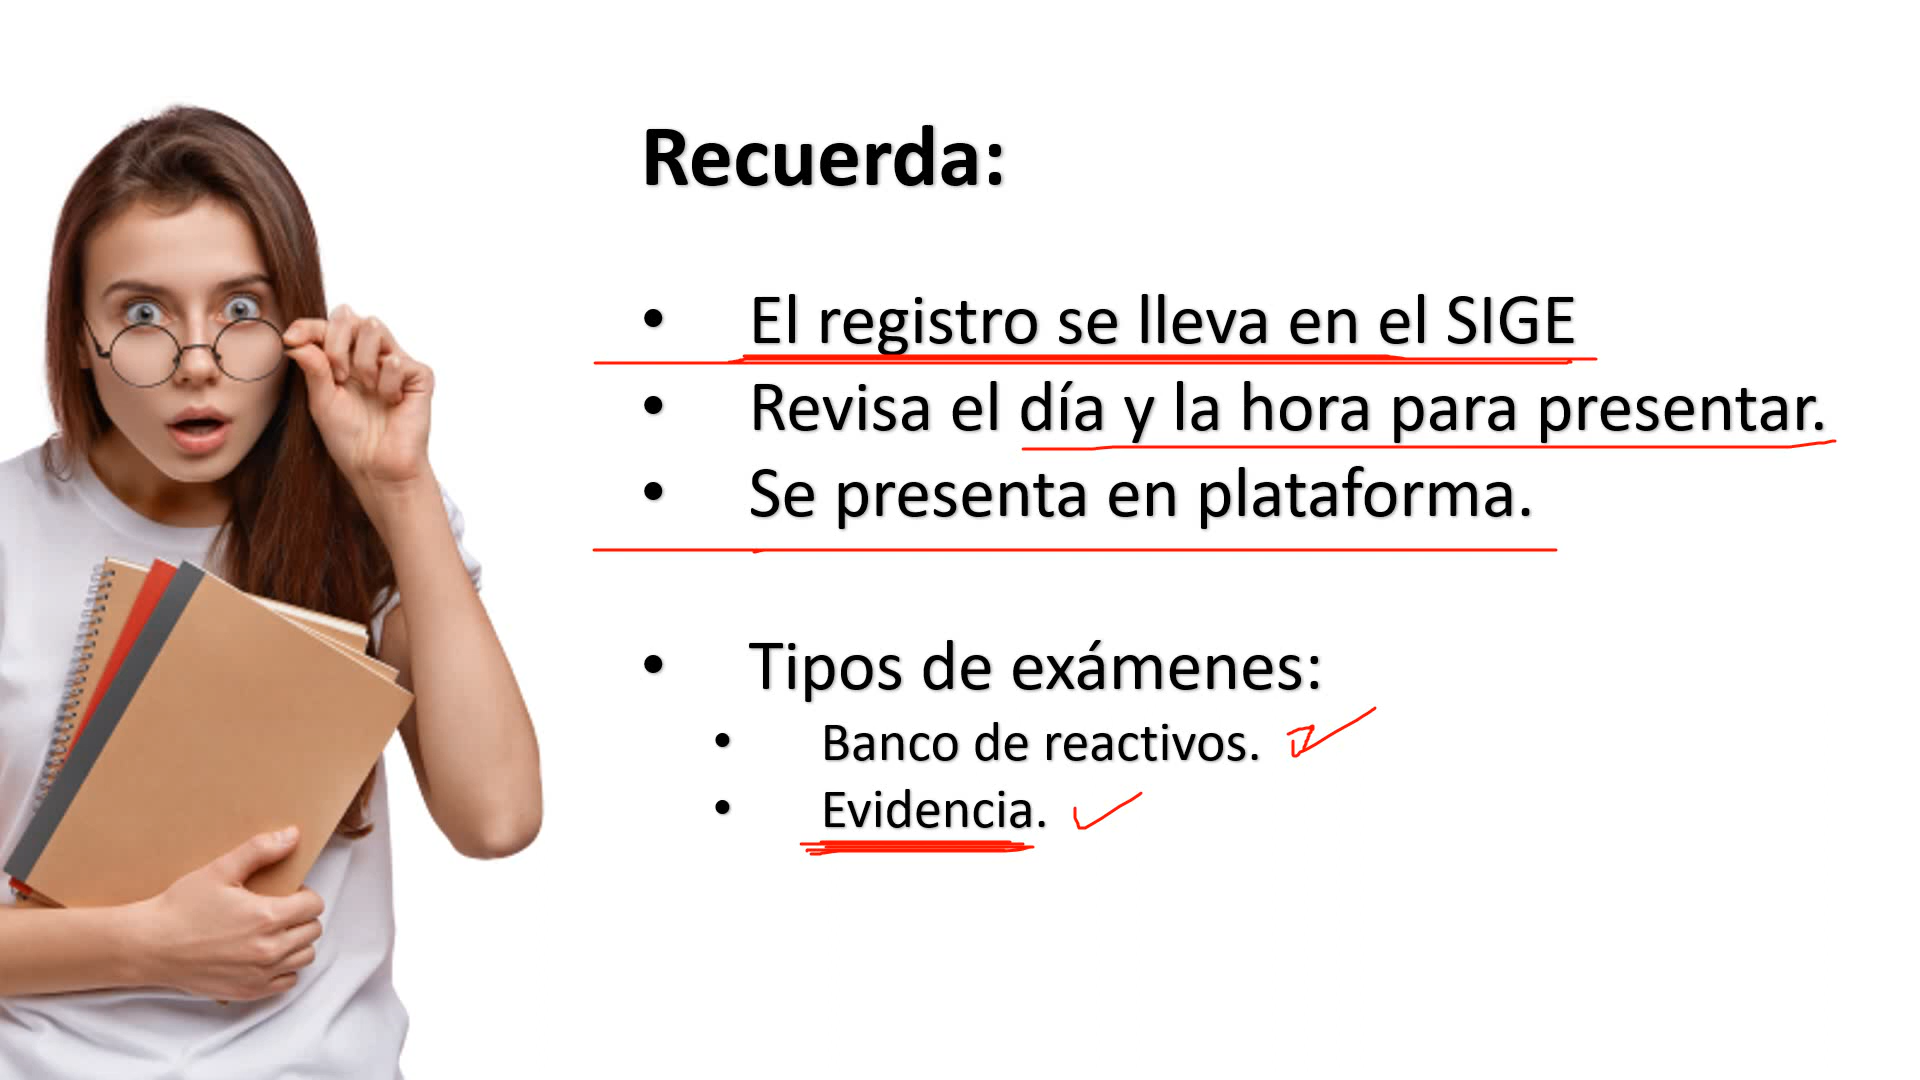 Recuerda:
• El registro se lleva en el SIGE
• Revisa el día y la hora para presentar.
• Se presenta en plataforma.
• Tipos de exámenes:
• Banco de reactivos.
• Evidencia.